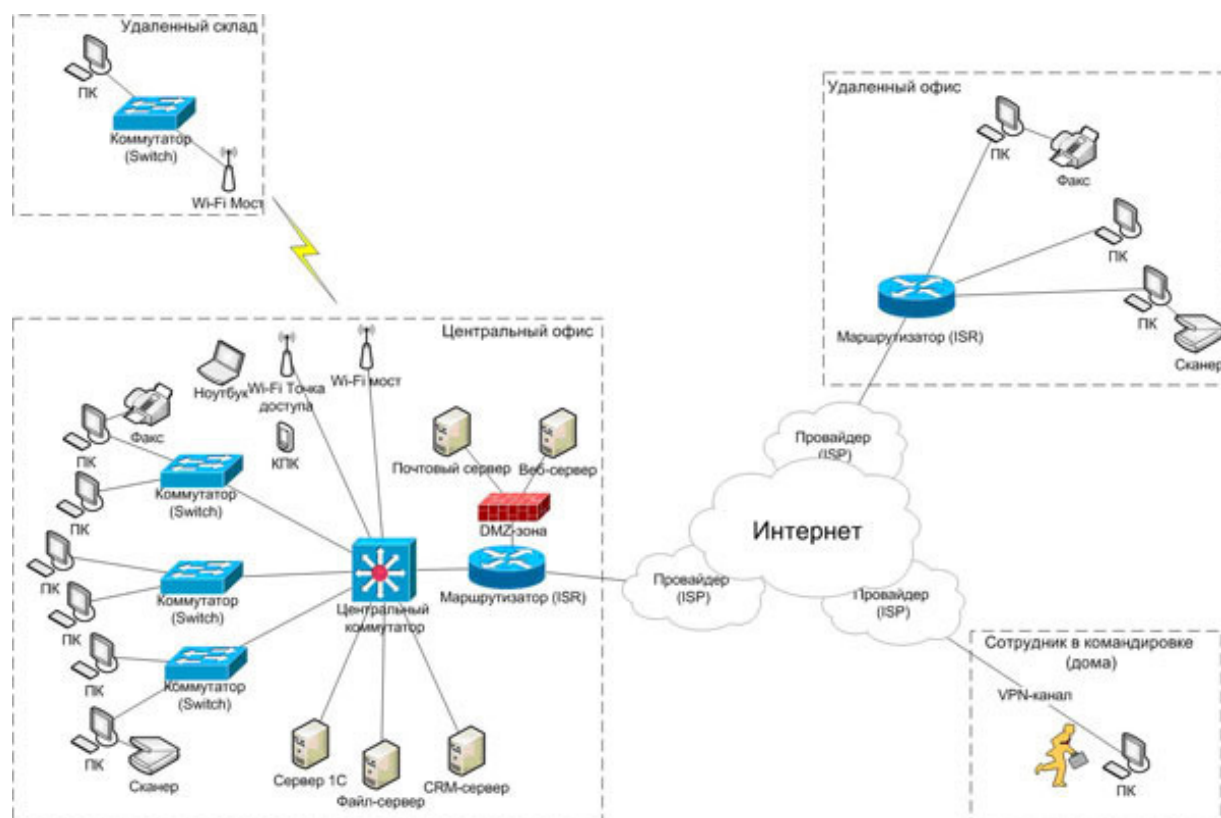 Удаленный склад
ПК
Коммутатор
(Switch)
Wi-Fi Мост
Удаленный офис
ПК
Факс
ПК
ПК
Сканер
Маршрутизатор (ISR)
Центральный офис
Ноутбук
Wi-Fi Точка
доступа
Wi-Fi мост
КПК
Факс
ПК
ПК
Коммутатор
(Switch)
ПК
ПК
Коммутатор
(Switch)
ПК
ПК
Сканер
Коммутатор
(Switch)
Почтовый сервер
Веб-сервер
DMZ-зона
Маршрутизатор (ISR)
Центральный
коммутатор
Сервер 1С
Файл-сервер
CRM-сервер
Провайдер
(ISP)
Интернет
Провайдер
(ISP)
Провайдер
(ISP)
Сотрудник в командировке
(дома)
VPN-канал
ПК